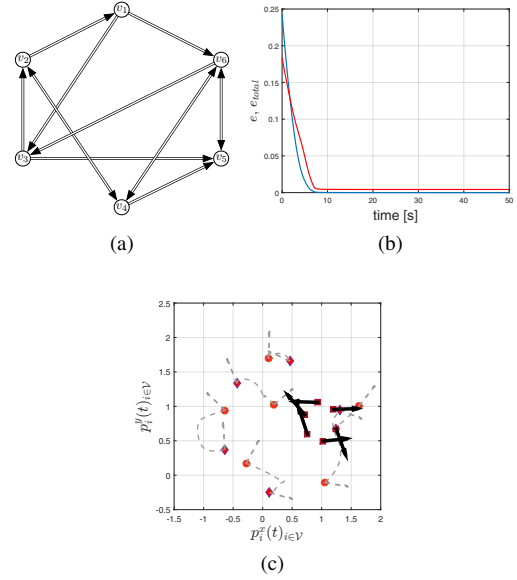 v1
v2
v6
v3
v5
v4
(a)
0.25
0.2
0.15
0.1
0.05
0
e, e_total
0 10 20 30 40 50
time [s]
(b)
2.5
2
1.5
1
0.5
0
-0.5
p_i^y(t)_{i∈𝒱}
-1.5 -1 -0.5 0 0.5 1 1.5 2
p_i^x(t)_{i∈𝒱}
(c)